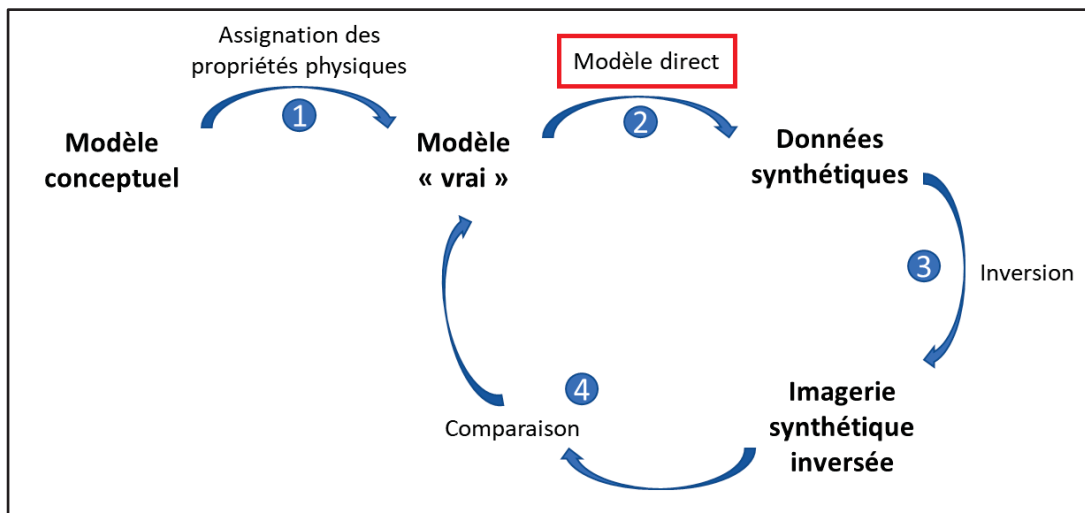 Assignation des
propriétés physiques
1
Modèle direct
2
Modèle
conceptuel
Modèle
« vrai »
Données
synthétiques
3
Inversion
4
Comparaison
Imagerie
synthétique
inversée